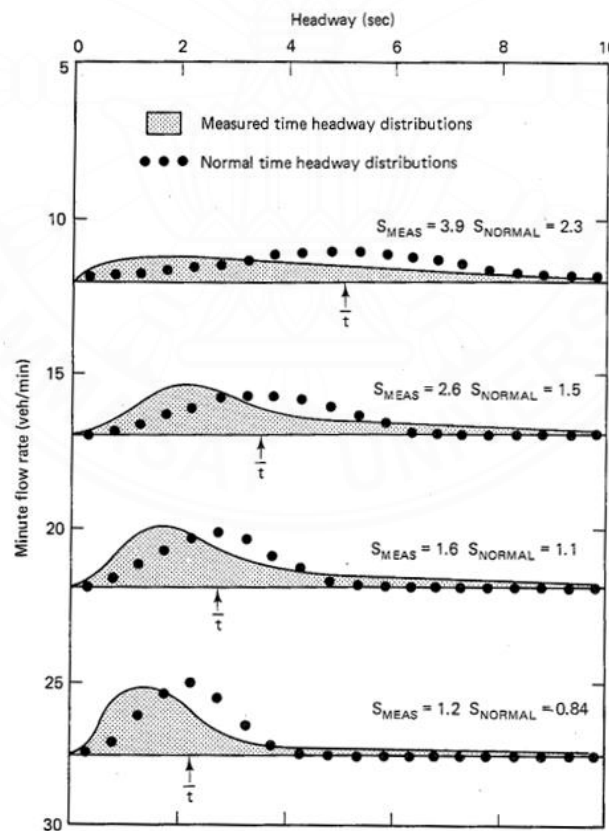 Headway (sec)
0 2 4 6 8 10
5
Measured time headway distributions
Normal time headway distributions
10
S_MEAS = 3.9 S_NORMAL = 2.3
t̄
15
S_MEAS = 2.6 S_NORMAL = 1.5
t̄
Minute flow rate (veh/min)
20
S_MEAS = 1.6 S_NORMAL = 1.1
t̄
25
S_MEAS = 1.2 S_NORMAL = 0.84
t̄
30